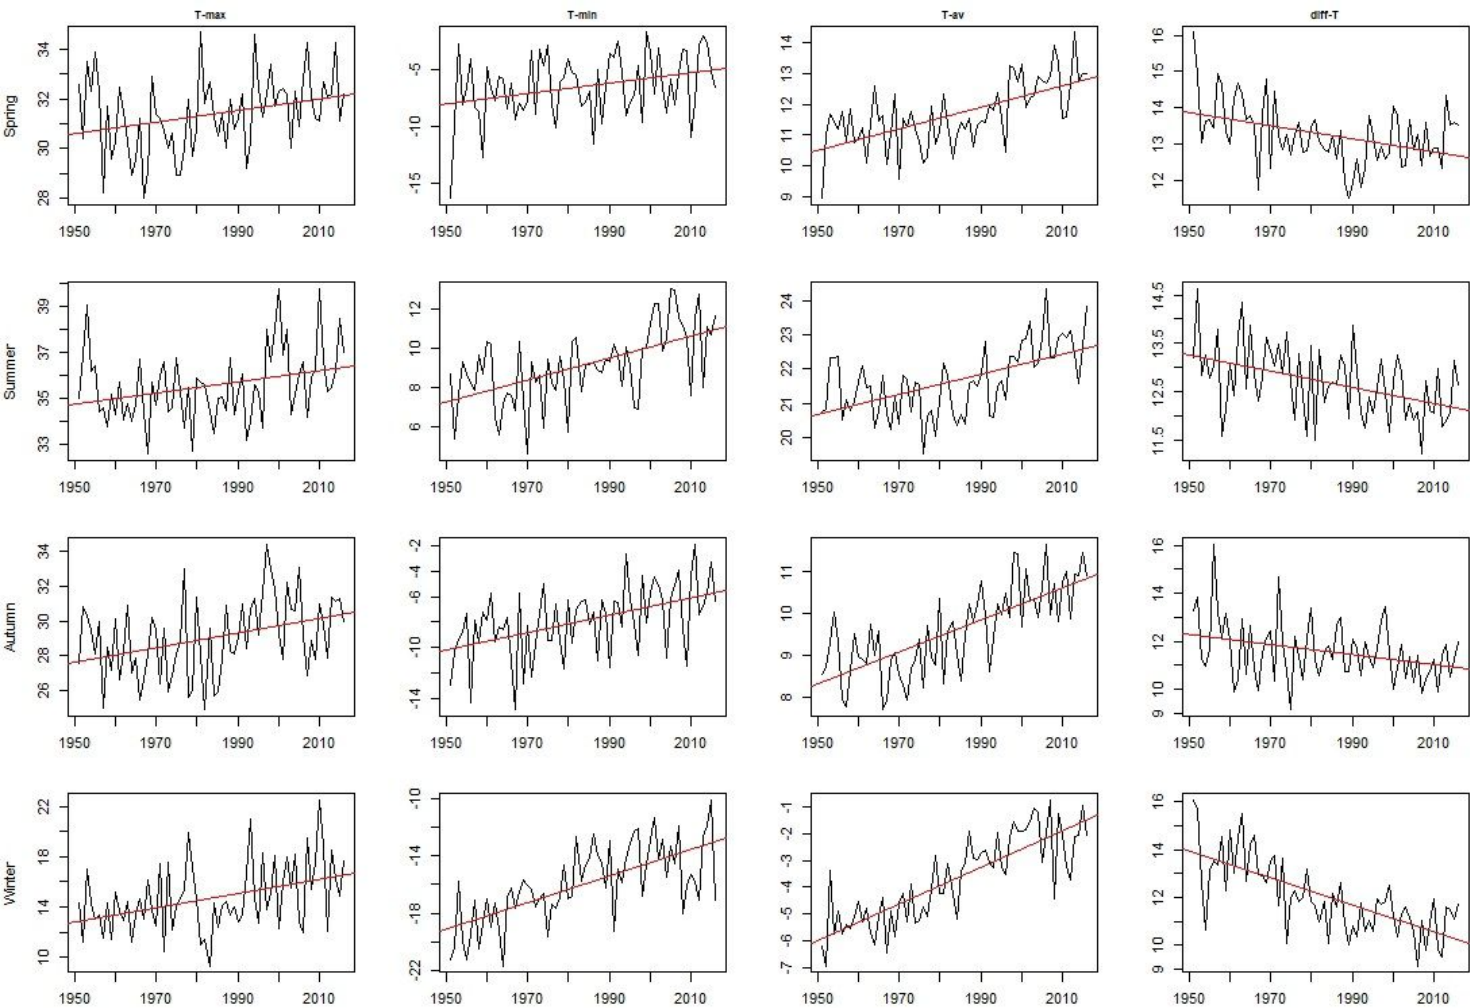 T-max T-min T-av diff-T
Spring
28 30 32 34
-15 -10 -5
9 10 11 12 13 14
12 13 14 15 16
1950 1970 1990 2010 1950 1970 1990 2010 1950 1970 1990 2010 1950 1970 1990 2010
Summer
33 35 37 39
6 8 10 12
20 21 22 23 24
11.5 12.5 13.5 14.5
1950 1970 1990 2010 1950 1970 1990 2010 1950 1970 1990 2010 1950 1970 1990 2010
Autumn
26 28 30 32 34
-14 -10 -6 -4 -2
8 9 10 11
9 10 12 14 16
1950 1970 1990 2010 1950 1970 1990 2010 1950 1970 1990 2010 1950 1970 1990 2010
Winter
10 14 18 22
-22 -18 -14 -10
-7 -6 -5 -4 -3 -2 -1
9 10 12 14 16
1950 1970 1990 2010 1950 1970 1990 2010 1950 1970 1990 2010 1950 1970 1990 2010